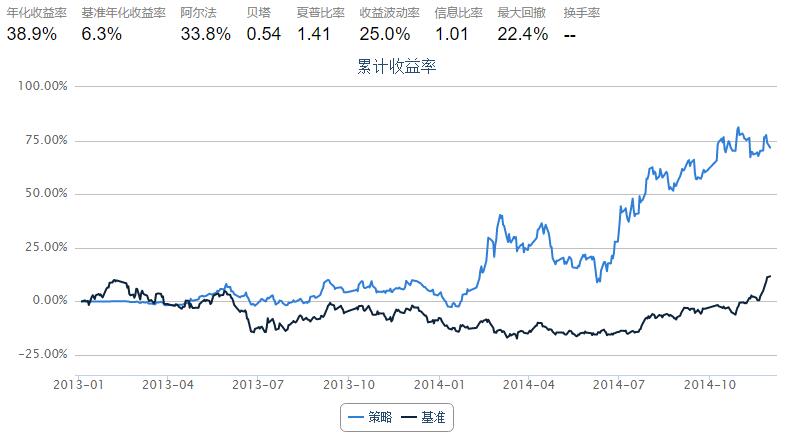 年化收益率 基准年化收益率 阿尔法 贝塔 夏普比率 收益波动率 信息比率 最大回撤 换手率
38.9% 6.3% 33.8% 0.54 1.41 25.0% 1.01 22.4% --
累计收益率
100.00%
75.00%
50.00%
25.00%
0.00%
−25.00%
2013-01 2013-04 2013-07 2013-10 2014-01 2014-04 2014-07 2014-10
策略 基准